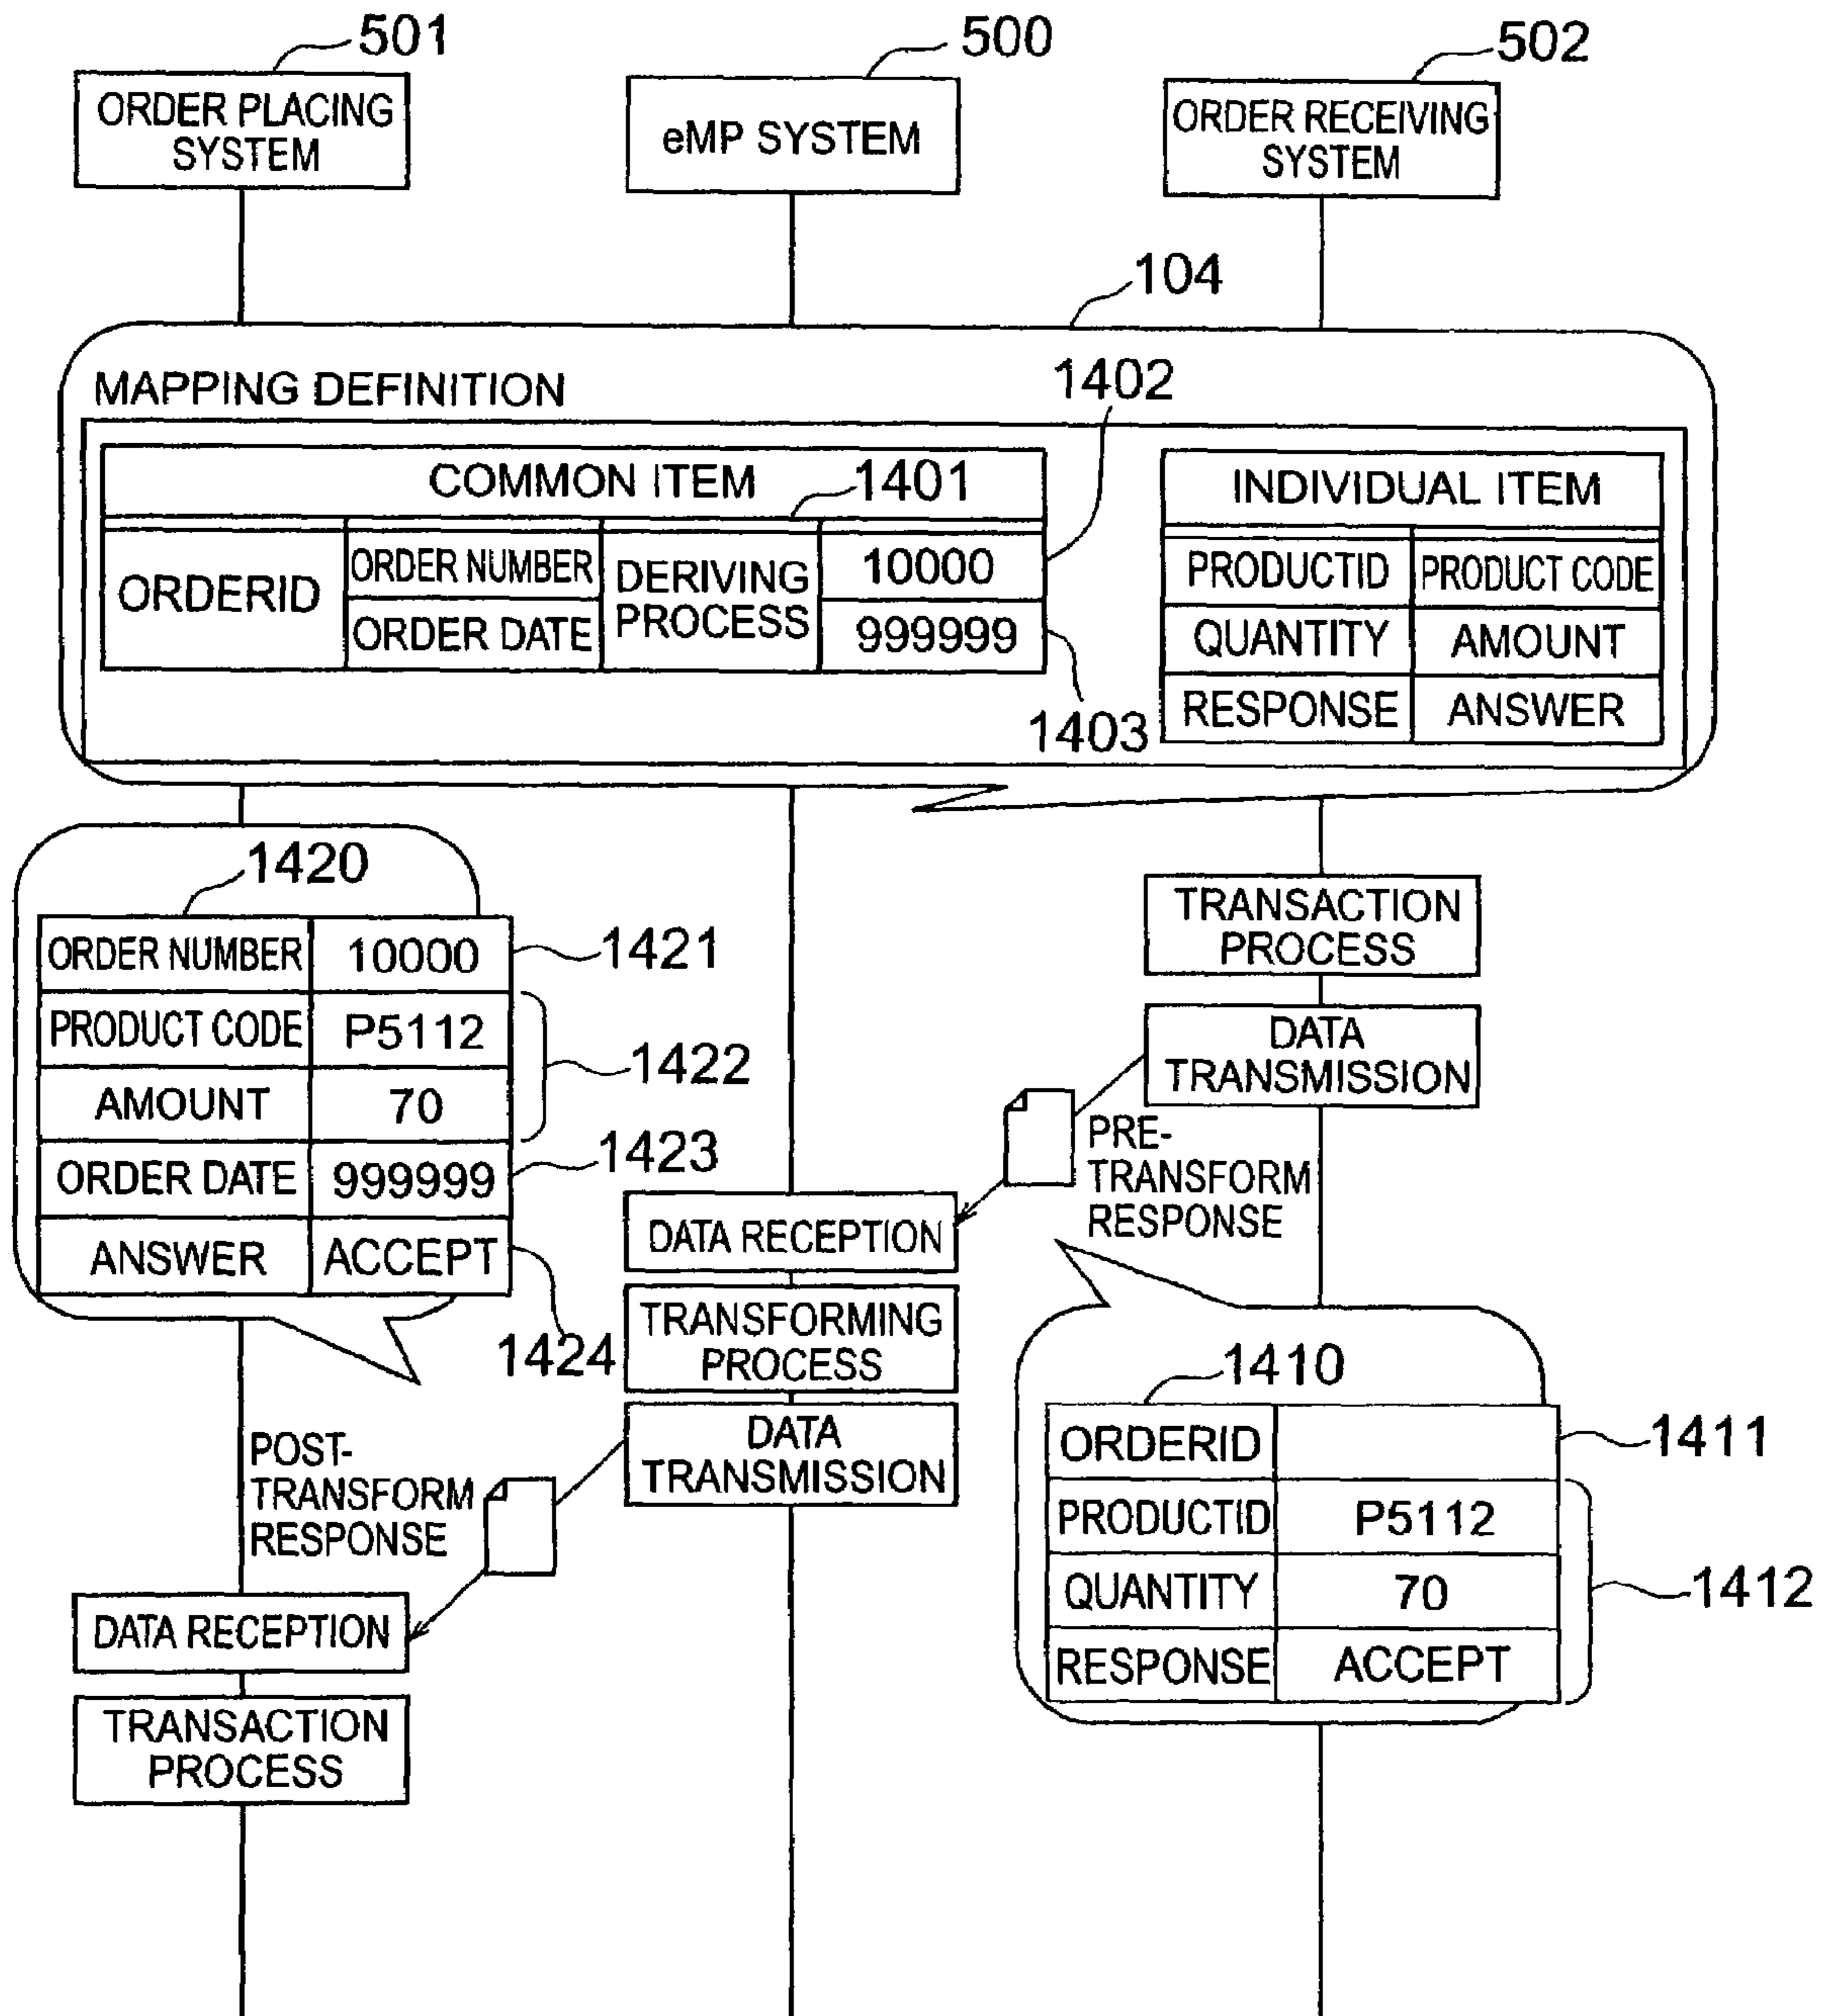 501
500
502
ORDER PLACING
SYSTEM
eMP SYSTEM
ORDER RECEIVING
SYSTEM
104
MAPPING DEFINITION
1402
COMMON ITEM
1401
ORDERID
ORDER NUMBER
ORDER DATE
DERIVING
PROCESS
10000
999999
1403
INDIVIDUAL ITEM
PRODUCTID
PRODUCT CODE
QUANTITY
AMOUNT
RESPONSE
ANSWER
1420
ORDER NUMBER
10000
1421
PRODUCT CODE
P5112
1422
AMOUNT
70
ORDER DATE
999999
1423
ANSWER
ACCEPT
1424
TRANSACTION
PROCESS
DATA
TRANSMISSION
PRE-
TRANSFORM
RESPONSE
DATA RECEPTION
TRANSFORMING
PROCESS
DATA
TRANSMISSION
1410
ORDERID
1411
PRODUCTID
P5112
QUANTITY
70
1412
RESPONSE
ACCEPT
POST-
TRANSFORM
RESPONSE
DATA RECEPTION
TRANSACTION
PROCESS